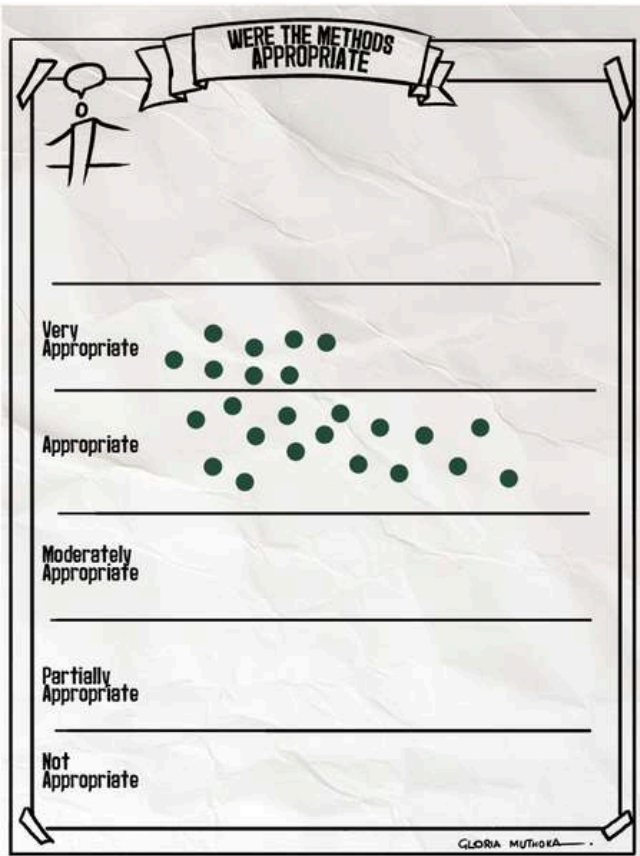 WERE THE METHODS
APPROPRIATE
Very
Appropriate
Appropriate
Moderately
Appropriate
Partially
Appropriate
Not
Appropriate
GLORIA MUTHOKA